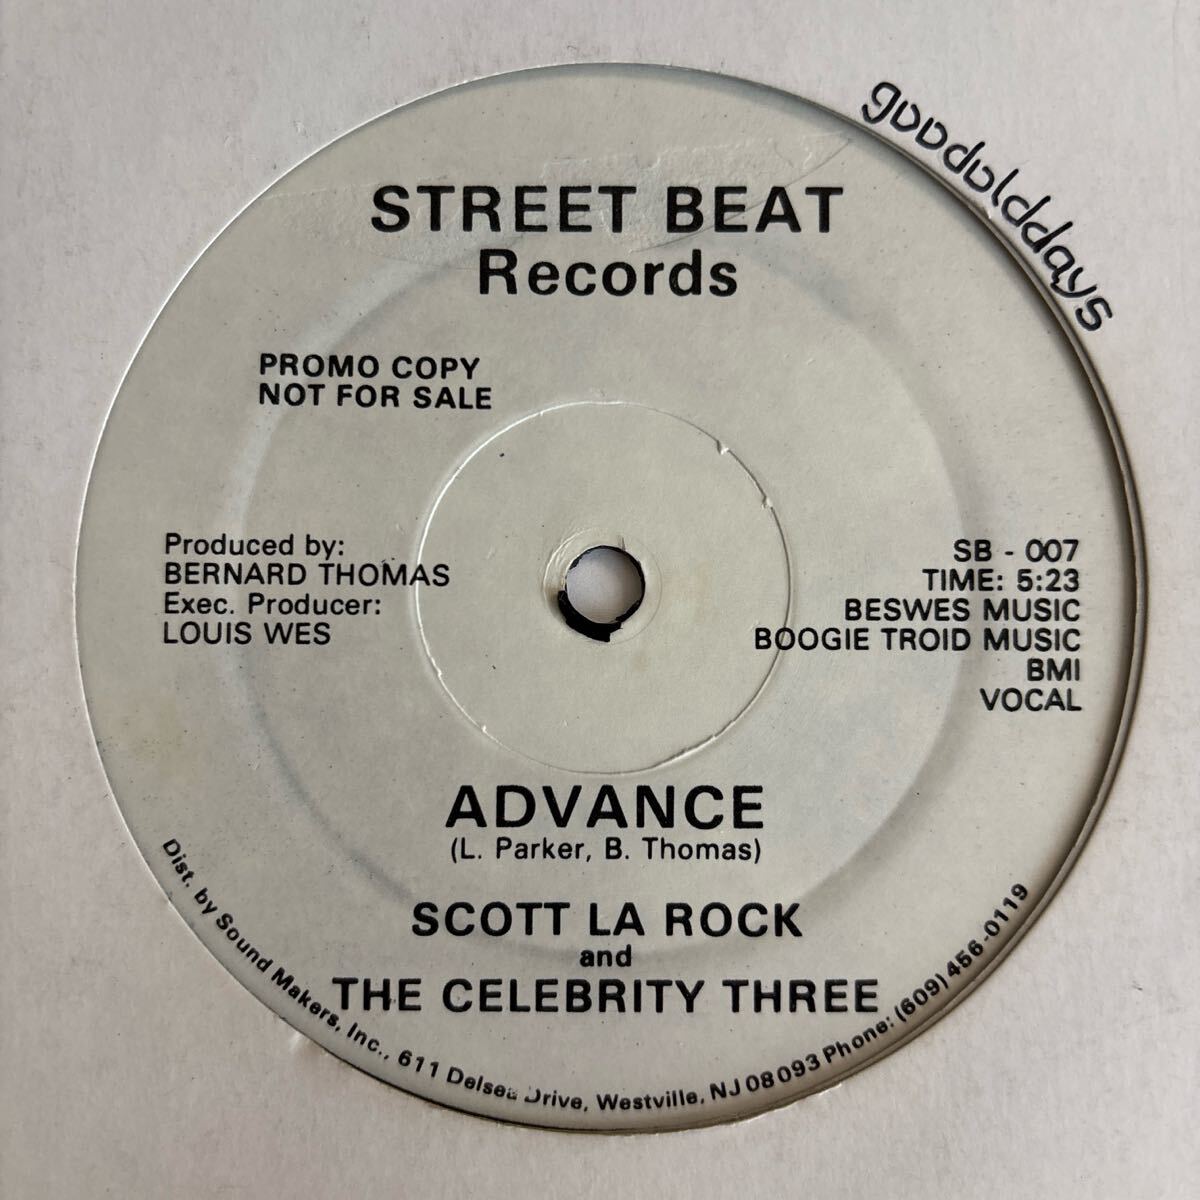 goodolddays
STREET BEAT
Records
PROMO COPY
NOT FOR SALE
Produced by:
BERNARD THOMAS
Exec. Producer:
LOUIS WES
SB - 007
TIME: 5:23
BESWES MUSIC
BOOGIE TROID MUSIC
BMI
VOCAL
ADVANCE
(L. Parker, B. Thomas)
SCOTT LA ROCK
and
THE CELEBRITY THREE
Dist. by Sound Makers, Inc., 611 Delsea Drive, Westville, NJ 08093 Phone: (609) 456-0119